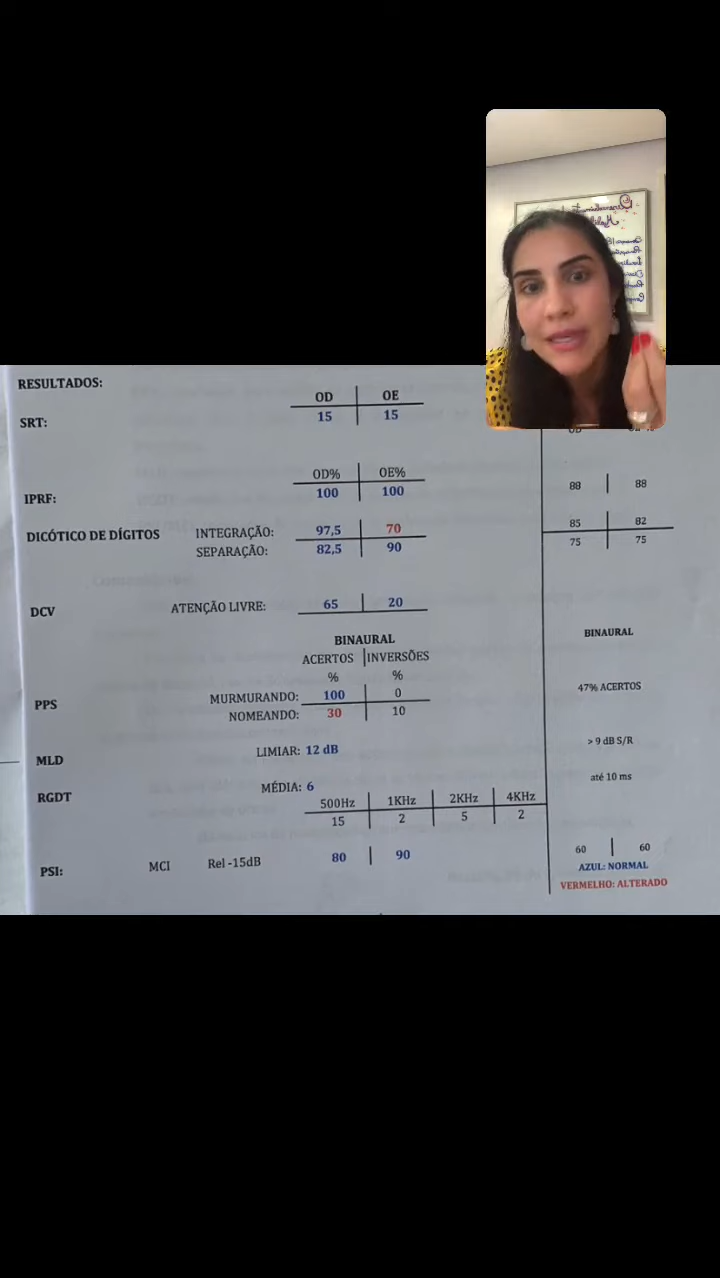 RESULTADOS:
OD OE
SRT: 15 15
OD% OE%
IPRF: 100 100 88 88
DICÓTICO DE DÍGITOS INTEGRAÇÃO: 97,5 70 85 82
SEPARAÇÃO: 82,5 90 75 75
DCV ATENÇÃO LIVRE: 65 20
BINAURAL BINAURAL
ACERTOS INVERSÕES
% %
PPS MURMURANDO: 100 0 47% ACERTOS
NOMEANDO: 30 10
MLD LIMIAR: 12 dB > 9 dB S/R
RGDT MÉDIA: 6 até 10 ms
500Hz 1KHz 2KHz 4KHz
15 2 5 2
PSI: MCI Rel -15dB 80 90 60 60
AZUL: NORMAL
VERMELHO: ALTERADO